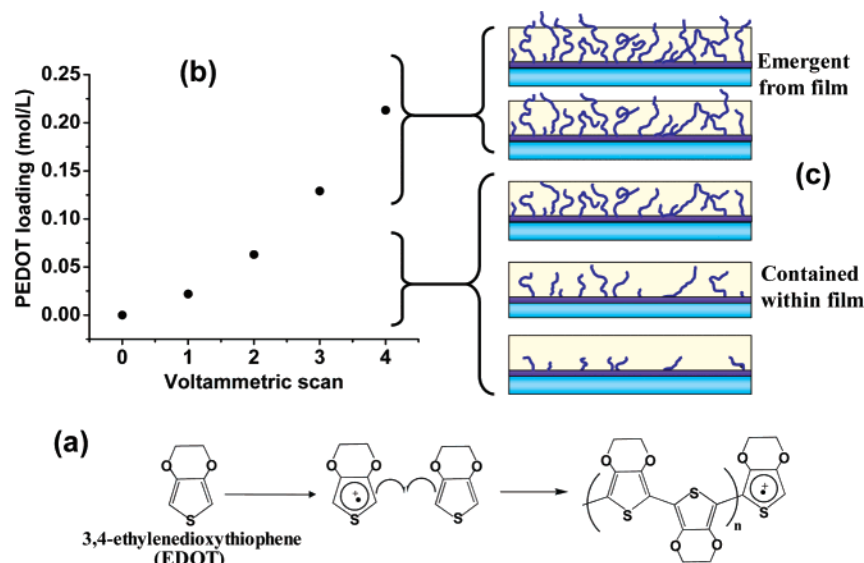 (b)
PEDOT loading (mol/L)
0.25
0.20
0.15
0.10
0.05
0.00
0 1 2 3 4
Voltammetric scan
Emergent
from film
(c)
Contained
within film
(a)
O O
S
3,4-ethylenedioxythiophene
(EDOT)
O O
+
•
S
O O
S
O O
S
S
O O
n
O O
+
•
S